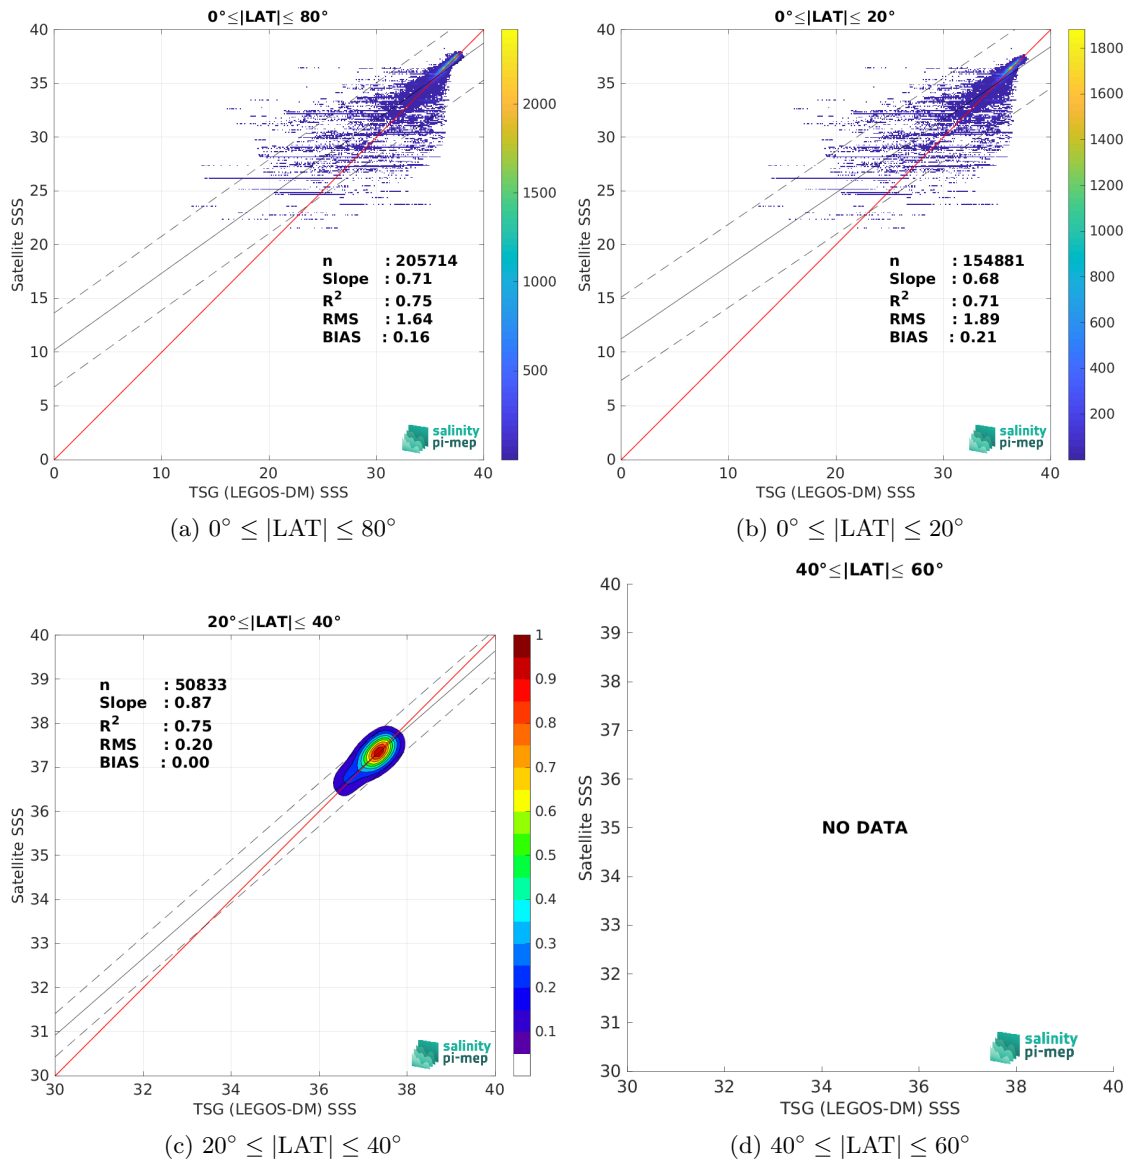 0°≤|LAT|≤ 80°
40
35
30
25
20
15
10
5
0
0
20
30
40
Satellite SSS
TSG (LEGOS-DM) SSS
n : 205714
Slope : 0.71
R² : 0.75
RMS : 1.64
BIAS : 0.16
salinity
pi-mep
2000
1500
1000
500
(a) 0° ≤ |LAT| ≤ 80°
0°≤|LAT|≤ 20°
40
35
30
25
20
15
10
5
0
0
10
20
30
40
Satellite SSS
TSG (LEGOS-DM) SSS
n : 154881
Slope : 0.68
R² : 0.71
RMS : 1.89
BIAS : 0.21
salinity
pi-mep
1800
1600
1400
1200
1000
800
600
400
200
(b) 0° ≤ |LAT| ≤ 20°
20°≤|LAT|≤ 40°
40
39
38
37
36
35
34
33
32
31
30
30
32
34
36
38
40
Satellite SSS
TSG (LEGOS-DM) SSS
n : 50833
Slope : 0.87
R² : 0.75
RMS : 0.20
BIAS : 0.00
salinity
pi-mep
1
0.9
0.8
0.7
0.6
0.5
0.4
0.3
0.2
0.1
(c) 20° ≤ |LAT| ≤ 40°
40°≤|LAT|≤ 60°
40
39
38
37
36
35
34
33
32
31
30
30
32
34
36
38
40
Satellite SSS
TSG (LEGOS-DM) SSS
NO DATA
salinity
pi-mep
(d) 40° ≤ |LAT| ≤ 60°